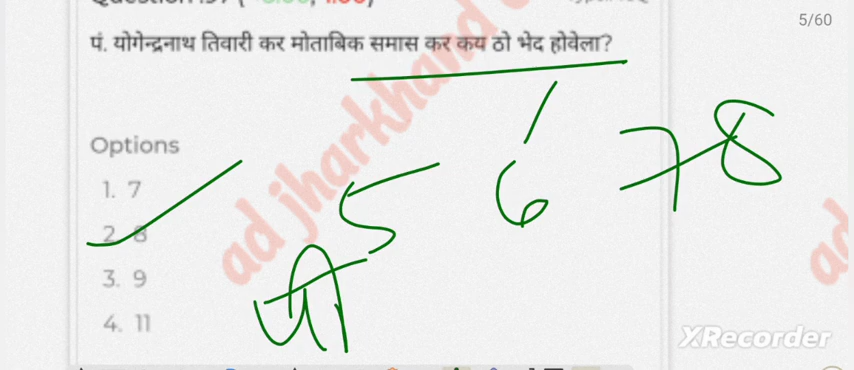 5/60
पं. योगेन्द्रनाथ तिवारी कर मोताबिक समास कर कय ठो भेद होवेला?
Options
1. 7
2. 8
3. 9
4. 11
5 6 7 8
ad jharkhand
ad
XRecorder